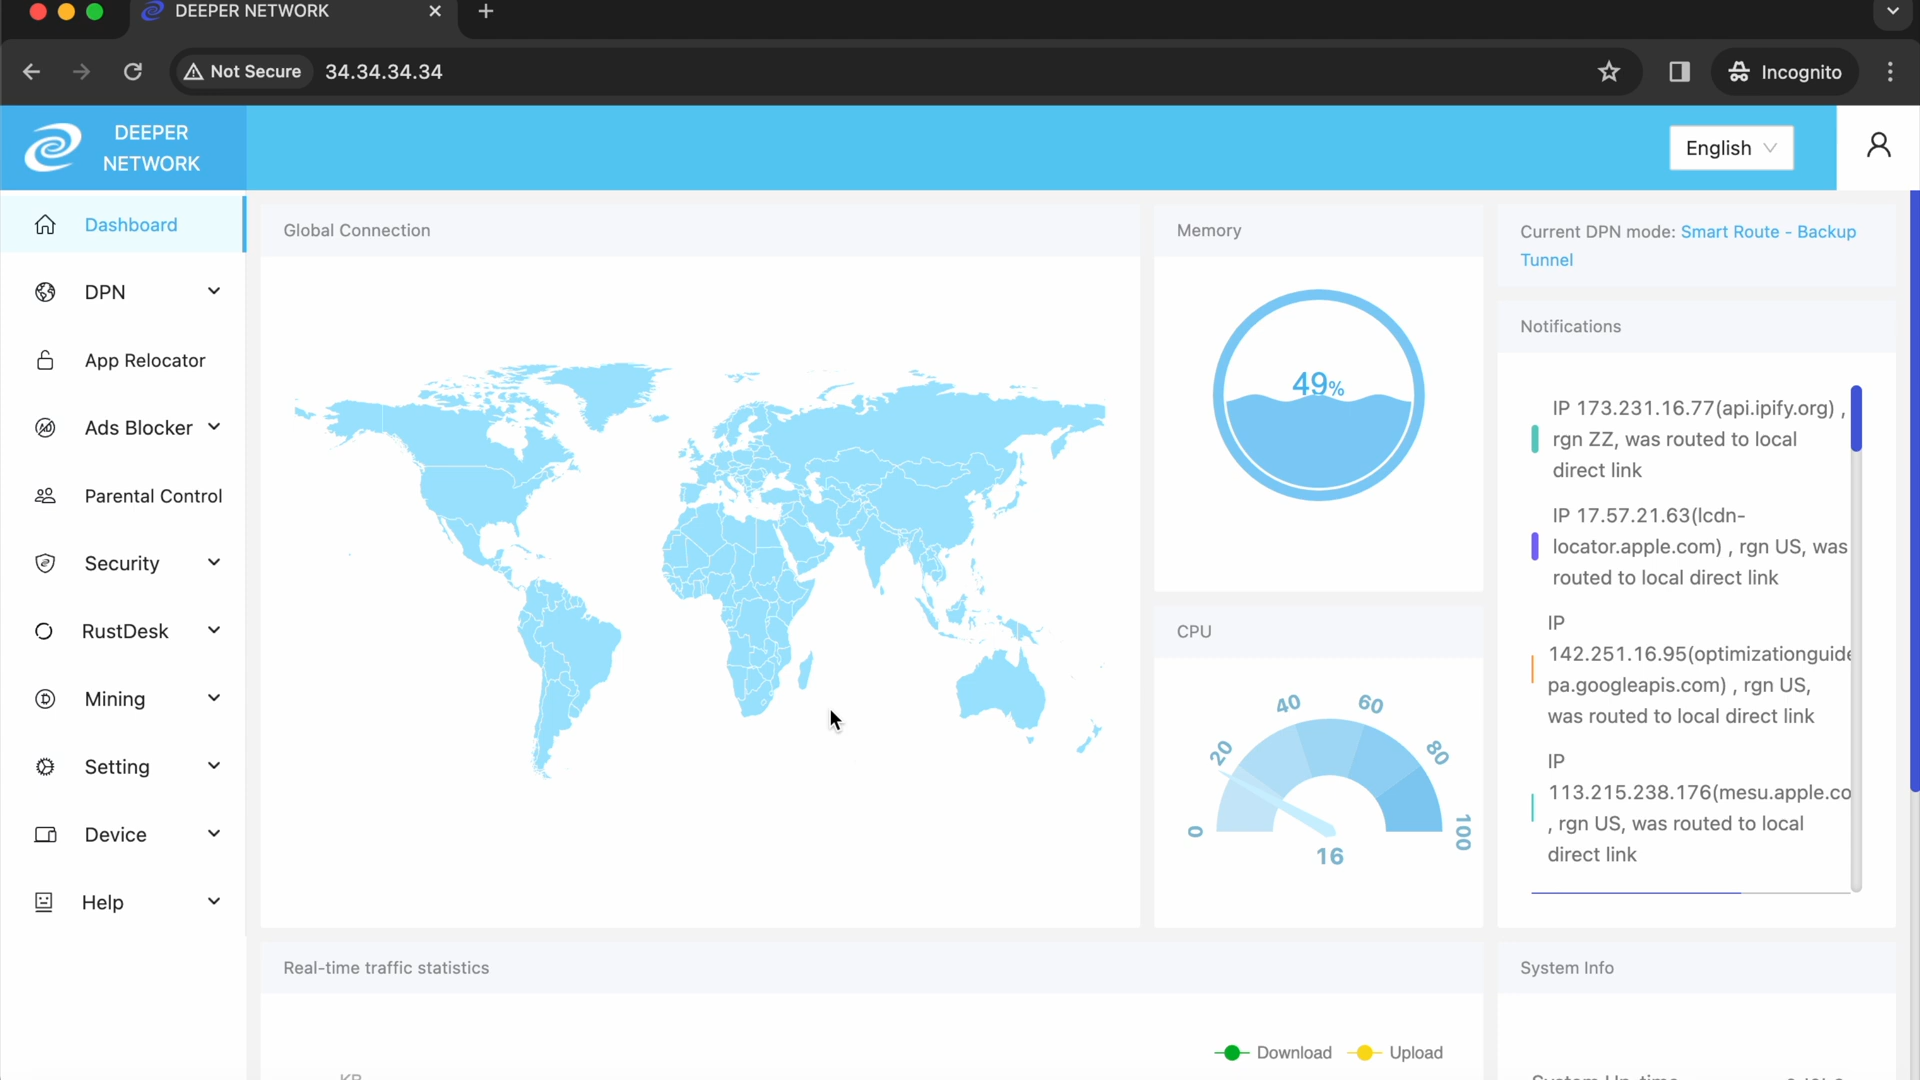 DEEPER NETWORK
Not Secure
34.34.34.34
Incognito
DEEPER
NETWORK
English
Dashboard
DPN
App Relocator
Ads Blocker
Parental Control
Security
RustDesk
Mining
Setting
Device
Help
Global Connection
Memory
49%
CPU
0
20
40
60
80
100
16
Current DPN mode: Smart Route - Backup
Tunnel
Notifications
IP 173.231.16.77(api.ipify.org) ,
rgn ZZ, was routed to local
direct link
IP 17.57.21.63(lcdn-
locator.apple.com) , rgn US, was
routed to local direct link
IP
142.251.16.95(optimizationguide
pa.googleapis.com) , rgn US,
was routed to local direct link
IP
113.215.238.176(mesu.apple.co
, rgn US, was routed to local
direct link
Real-time traffic statistics
Download
Upload
KB
System Info
System Up-time